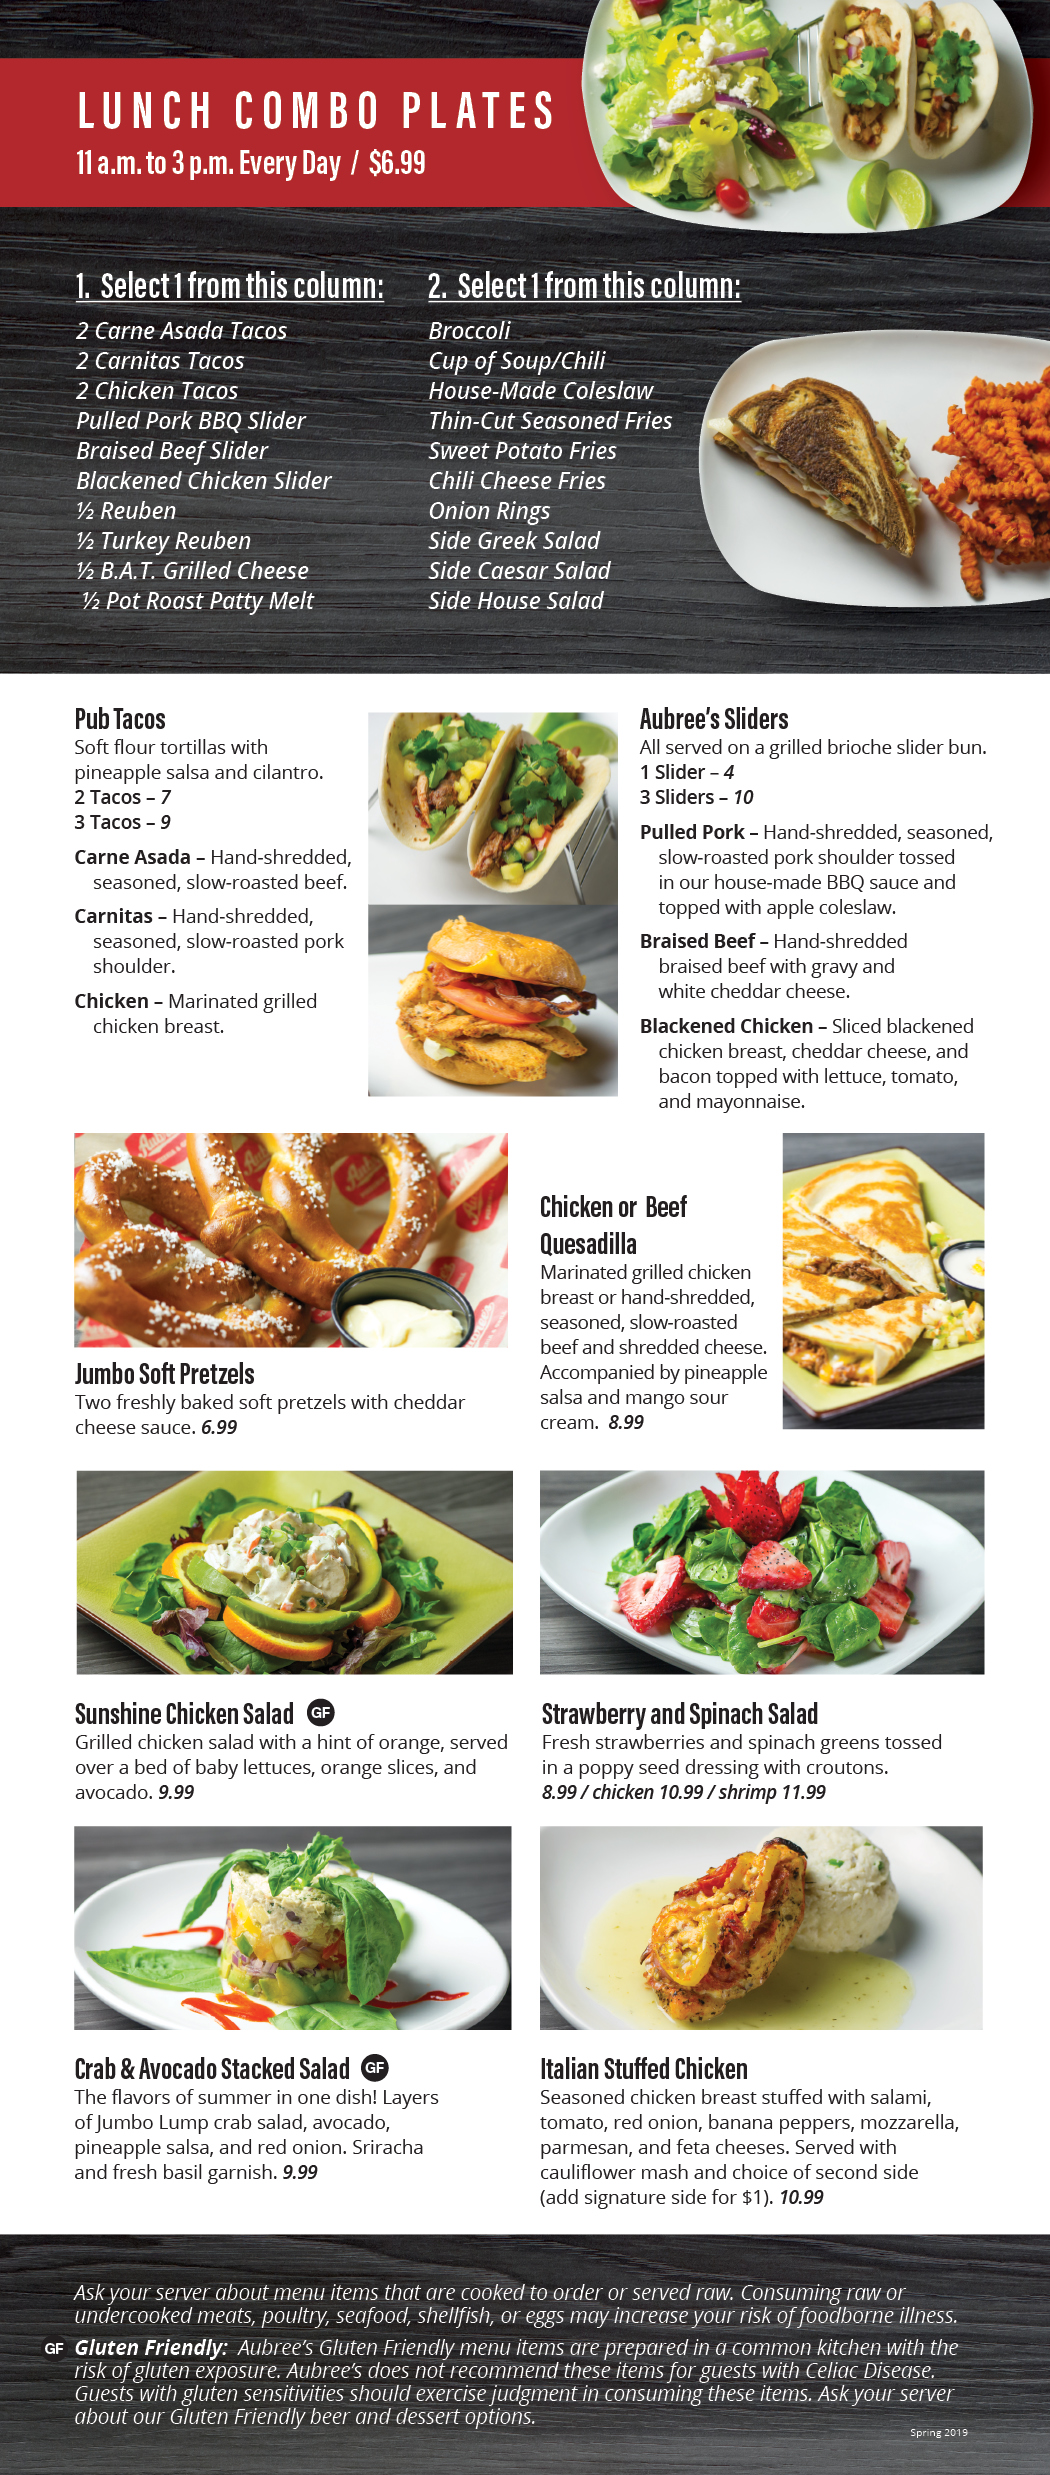 LUNCH COMBO PLATES
11 a.m. to 3 p.m. Every Day / $6.99
1. Select 1 from this column:
2 Carne Asada Tacos
2 Carnitas Tacos
2 Chicken Tacos
Pulled Pork BBQ Slider
Braised Beef Slider
Blackened Chicken Slider
½ Reuben
½ Turkey Reuben
½ B.A.T. Grilled Cheese
½ Pot Roast Patty Melt
2. Select 1 from this column:
Broccoli
Cup of Soup/Chili
House-Made Coleslaw
Thin-Cut Seasoned Fries
Sweet Potato Fries
Chili Cheese Fries
Onion Rings
Side Greek Salad
Side Caesar Salad
Side House Salad
Pub Tacos
Soft flour tortillas with
pineapple salsa and cilantro.
2 Tacos – 7
3 Tacos – 9
Carne Asada – Hand-shredded,
seasoned, slow-roasted beef.
Carnitas – Hand-shredded,
seasoned, slow-roasted pork
shoulder.
Chicken – Marinated grilled
chicken breast.
Aubree's Sliders
All served on a grilled brioche slider bun.
1 Slider – 4
3 Sliders – 10
Pulled Pork – Hand-shredded, seasoned,
slow-roasted pork shoulder tossed
in our house-made BBQ sauce and
topped with apple coleslaw.
Braised Beef – Hand-shredded
braised beef with gravy and
white cheddar cheese.
Blackened Chicken – Sliced blackened
chicken breast, cheddar cheese, and
bacon topped with lettuce, tomato,
and mayonnaise.
Jumbo Soft Pretzels
Two freshly baked soft pretzels with cheddar
cheese sauce. 6.99
Chicken or Beef
Quesadilla
Marinated grilled chicken
breast or hand-shredded,
seasoned, slow-roasted
beef and shredded cheese.
Accompanied by pineapple
salsa and mango sour
cream. 8.99
Sunshine Chicken Salad GF
Grilled chicken salad with a hint of orange, served
over a bed of baby lettuces, orange slices, and
avocado. 9.99
Strawberry and Spinach Salad
Fresh strawberries and spinach greens tossed
in a poppy seed dressing with croutons.
8.99 / chicken 10.99 / shrimp 11.99
Crab & Avocado Stacked Salad GF
The flavors of summer in one dish! Layers
of Jumbo Lump crab salad, avocado,
pineapple salsa, and red onion. Sriracha
and fresh basil garnish. 9.99
Italian Stuffed Chicken
Seasoned chicken breast stuffed with salami,
tomato, red onion, banana peppers, mozzarella,
parmesan, and feta cheeses. Served with
cauliflower mash and choice of second side
(add signature side for $1). 10.99
Ask your server about menu items that are cooked to order or served raw. Consuming raw or
undercooked meats, poultry, seafood, shellfish, or eggs may increase your risk of foodborne illness.
GF Gluten Friendly: Aubree's Gluten Friendly menu items are prepared in a common kitchen with the
risk of gluten exposure. Aubree's does not recommend these items for guests with Celiac Disease.
Guests with gluten sensitivities should exercise judgment in consuming these items. Ask your server
about our Gluten Friendly beer and dessert options.
Spring 2019